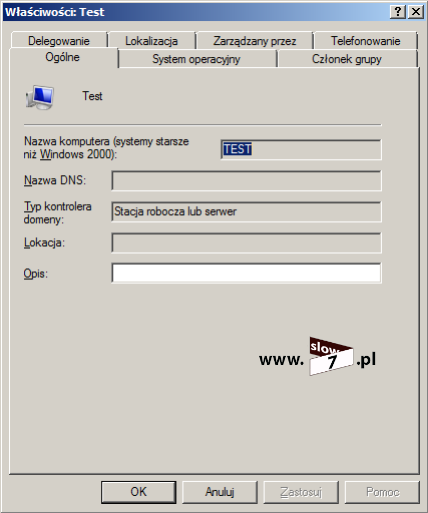 Właściwości: Test
Delegowanie Lokalizacja Zarządzany przez Telefonowanie
Ogólne System operacyjny Członek grupy
Test
Nazwa komputera (systemy starsze
niż Windows 2000):
TEST
Nazwa DNS:
Typ kontrolera
domeny:
Stacja robocza lub serwer
Lokacja:
Opis:
www. slow 7 .pl
OK Anuluj Zastosuj Pomoc